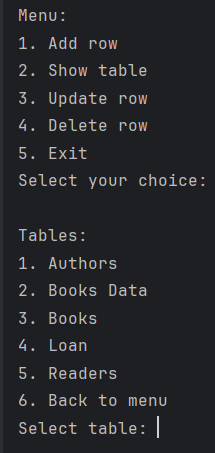 Menu:
1. Add row
2. Show table
3. Update row
4. Delete row
5. Exit
Select your choice:
Tables:
1. Authors
2. Books Data
3. Books
4. Loan
5. Readers
6. Back to menu
Select table: